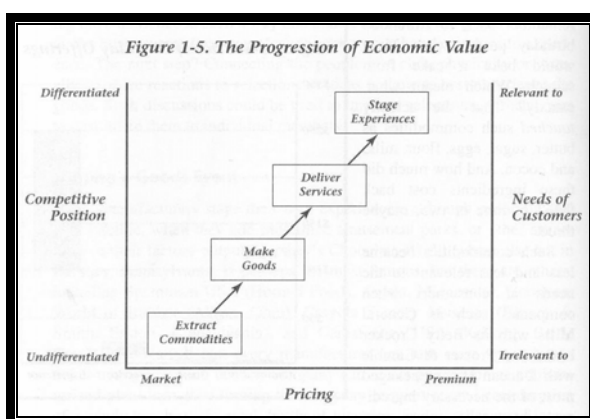 Figure 1-5. The Progression of Economic Value
Differentiated
Relevant to
Stage
Experiences
Deliver
Services
Competitive
Position
Needs of
Customers
Make
Goods
Extract
Commodities
Undifferentiated
Irrelevant to
Market
Premium
Pricing